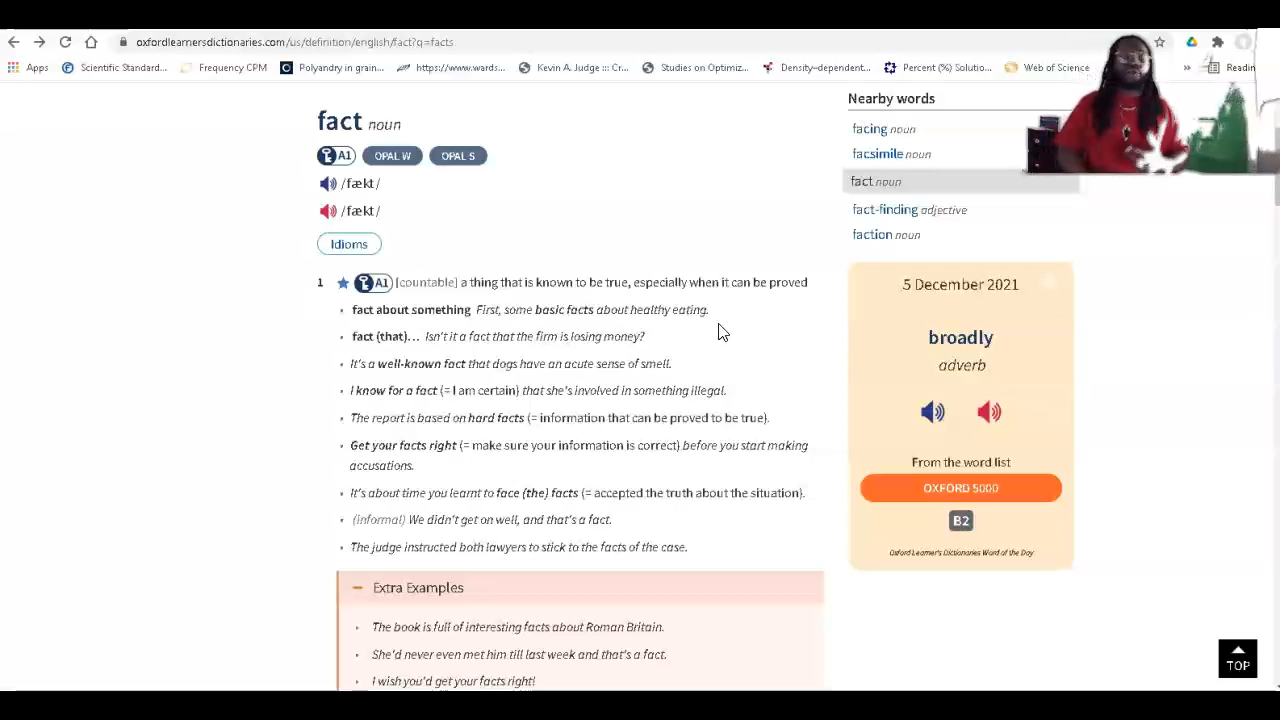 oxfordlearnersdictionaries.com/us/definition/english/fact?q=facts
Apps Scientific Standard... Frequency CPM Polyandry in grain... https://www.wards... Kevin A. Judge ::: Cr... Studies on Optimiz... Density-dependent... Percent (%) Solutio... Web of Science » Readin
fact noun
A1 OPAL W OPAL S
/fækt/
/fækt/
Idioms
1 A1 [countable] a thing that is known to be true, especially when it can be proved
fact about something First, some basic facts about healthy eating.
fact (that)... Isn't it a fact that the firm is losing money?
It's a well-known fact that dogs have an acute sense of smell.
I know for a fact (= I am certain) that she's involved in something illegal.
The report is based on hard facts (= information that can be proved to be true).
Get your facts right (= make sure your information is correct) before you start making
accusations.
It's about time you learnt to face (the) facts (= accepted the truth about the situation).
(informal) We didn't get on well, and that's a fact.
The judge instructed both lawyers to stick to the facts of the case.
Extra Examples
The book is full of interesting facts about Roman Britain.
She'd never even met him till last week and that's a fact.
I wish you'd get your facts right!
Nearby words
facing noun
facsimile noun
fact noun
fact-finding adjective
faction noun
5 December 2021
broadly
adverb
From the word list
OXFORD 5000
B2
Oxford Learner's Dictionaries Word of the Day
TOP